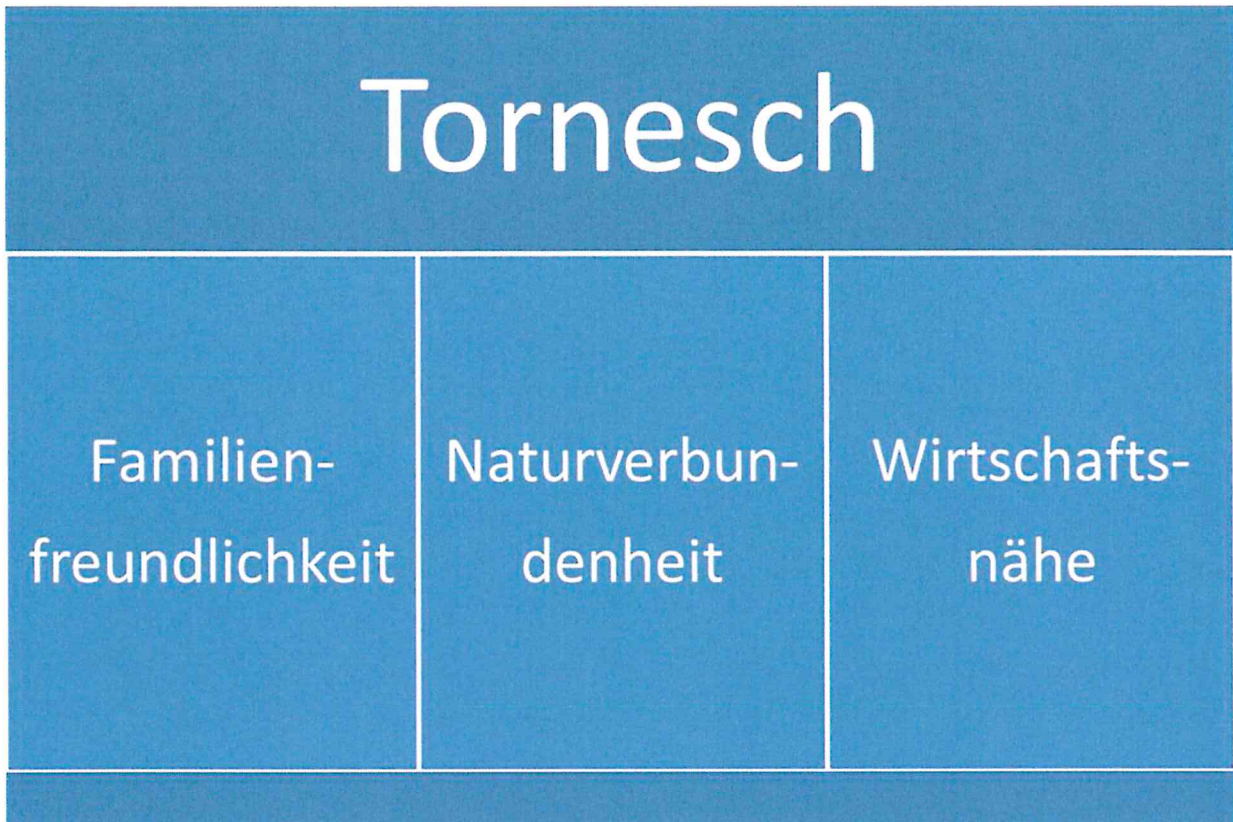 Tornesch
Familien-
freundlichkeit
Naturverbun-
denheit
Wirtschafts-
nähe